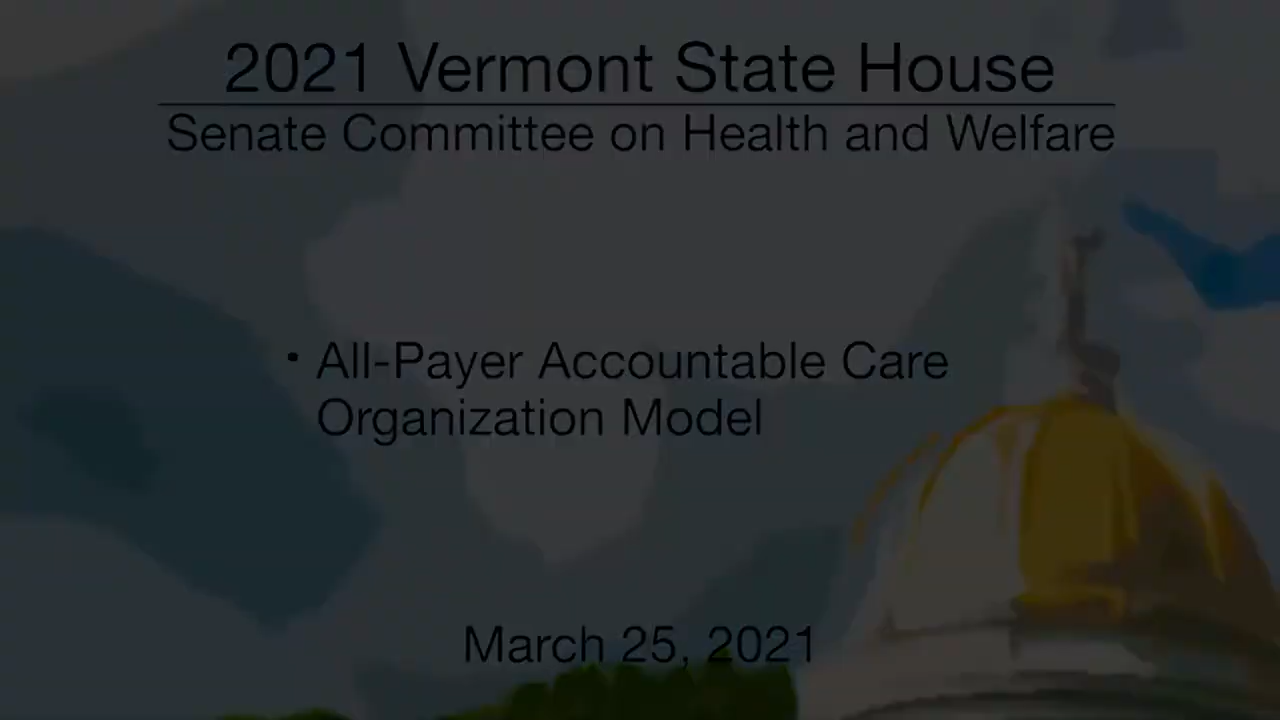 2021 Vermont State House
Senate Committee on Health and Welfare
• All-Payer Accountable Care
Organization Model
March 25, 2021